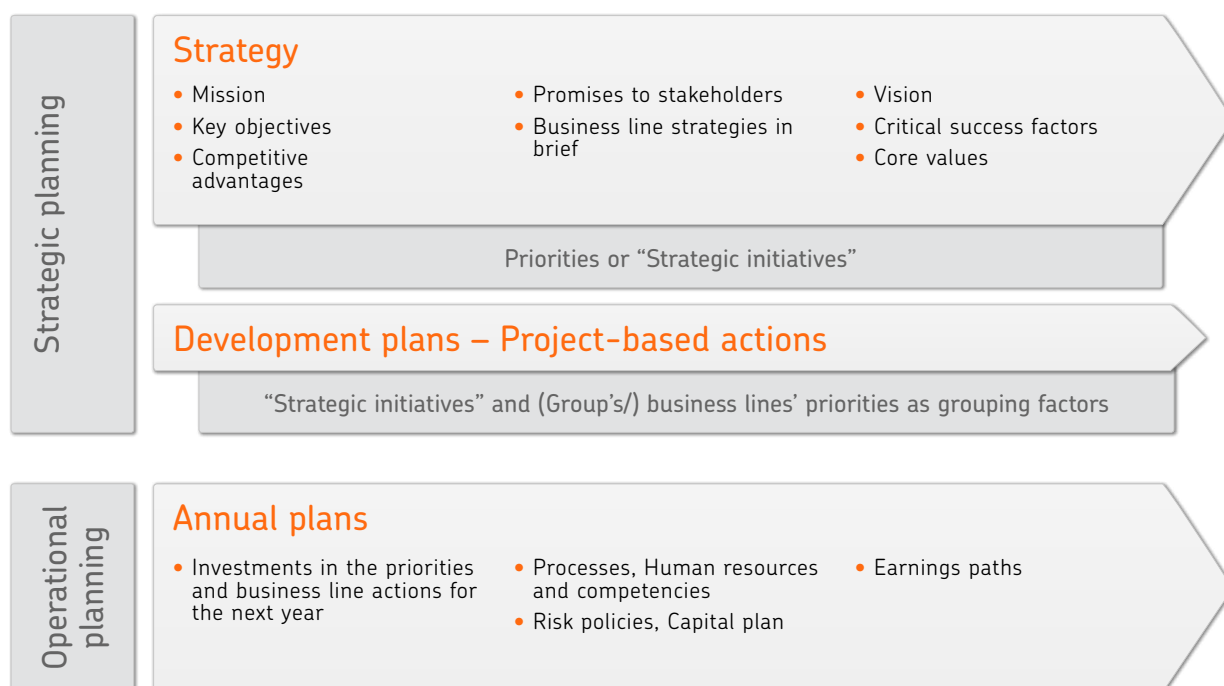 Strategic planning
Strategy
• Mission
• Key objectives
• Competitive
advantages
• Promises to stakeholders
• Business line strategies in
brief
• Vision
• Critical success factors
• Core values
Priorities or “Strategic initiatives”
Development plans – Project-based actions
“Strategic initiatives” and (Group’s/) business lines’ priorities as grouping factors
Operational
planning
Annual plans
• Investments in the priorities
and business line actions for
the next year
• Processes, Human resources
and competencies
• Risk policies, Capital plan
• Earnings paths